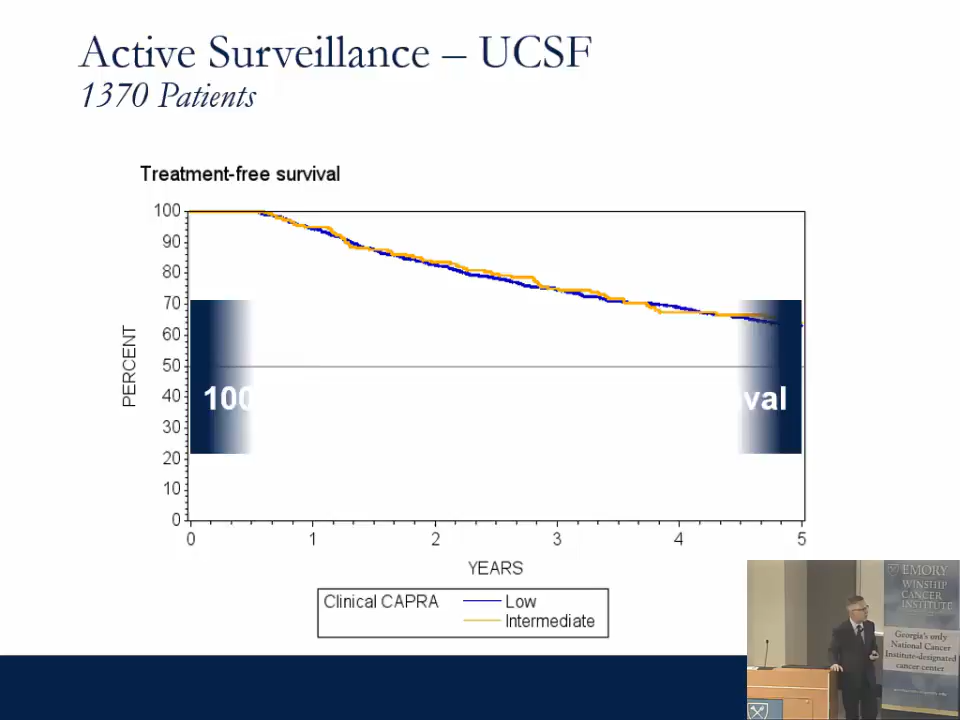 Active Surveillance – UCSF
1370 Patients
Treatment-free survival
100
90
80
70
60
50
40
30
20
10
0
PERCENT
100
val
0 1 2 3 4 5
YEARS
Clinical CAPRA
Low
Intermediate
EMORY
WINSHIP
CANCER
INSTITUTE
Georgia's only
National Cancer
Institute-designated
cancer center